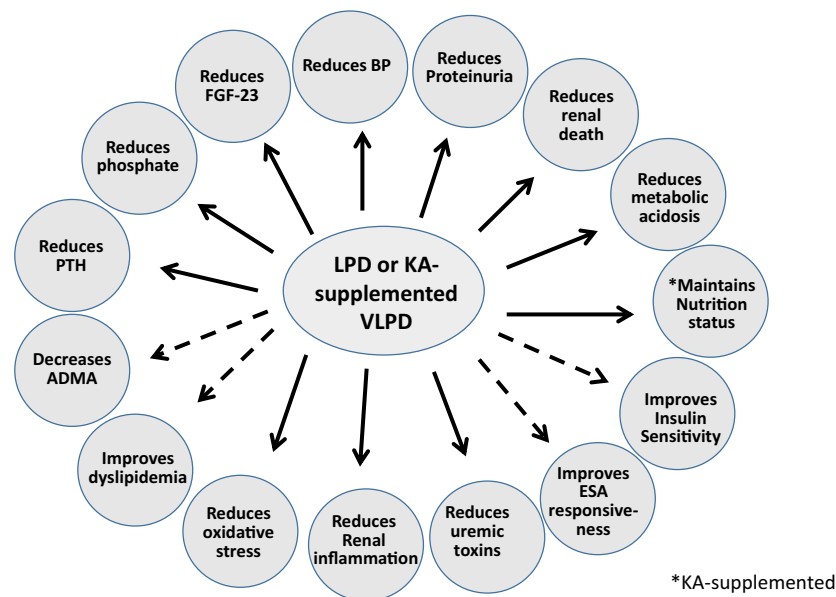 Reduces BP
Reduces
Proteinuria
Reduces
renal
death
Reduces
metabolic
acidosis
*Maintains
Nutrition
status
Improves
Insulin
Sensitivity
Improves
ESA
responsive-
ness
Reduces
uremic
toxins
Reduces
Renal
inflammation
Reduces
oxidative
stress
Improves
dyslipidemia
Decreases
ADMA
Reduces
PTH
Reduces
phosphate
Reduces
FGF-23
LPD or KA-
supplemented
VLPD
*KA-supplemented